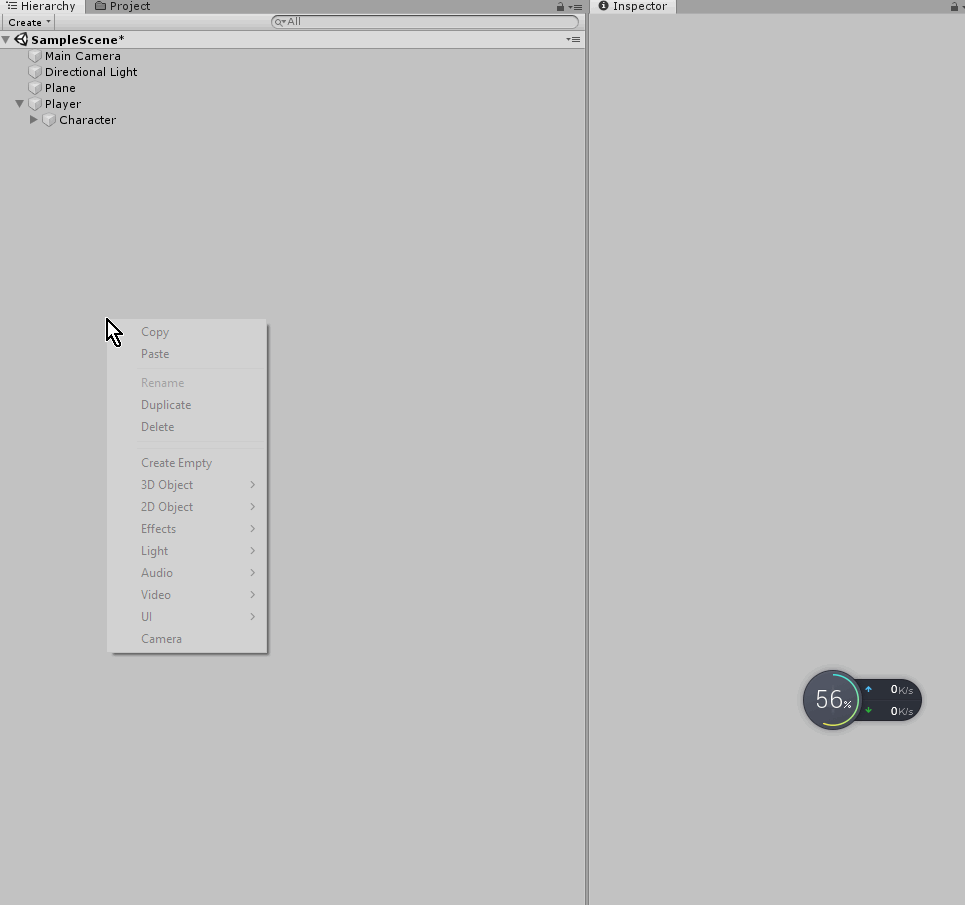 Hierarchy
Project
Inspector
Create
All
SampleScene*
Main Camera
Directional Light
Plane
Player
Character
Copy
Paste
Rename
Duplicate
Delete
Create Empty
3D Object
2D Object
Effects
Light
Audio
Video
UI
Camera
56%
0K/s
0K/s